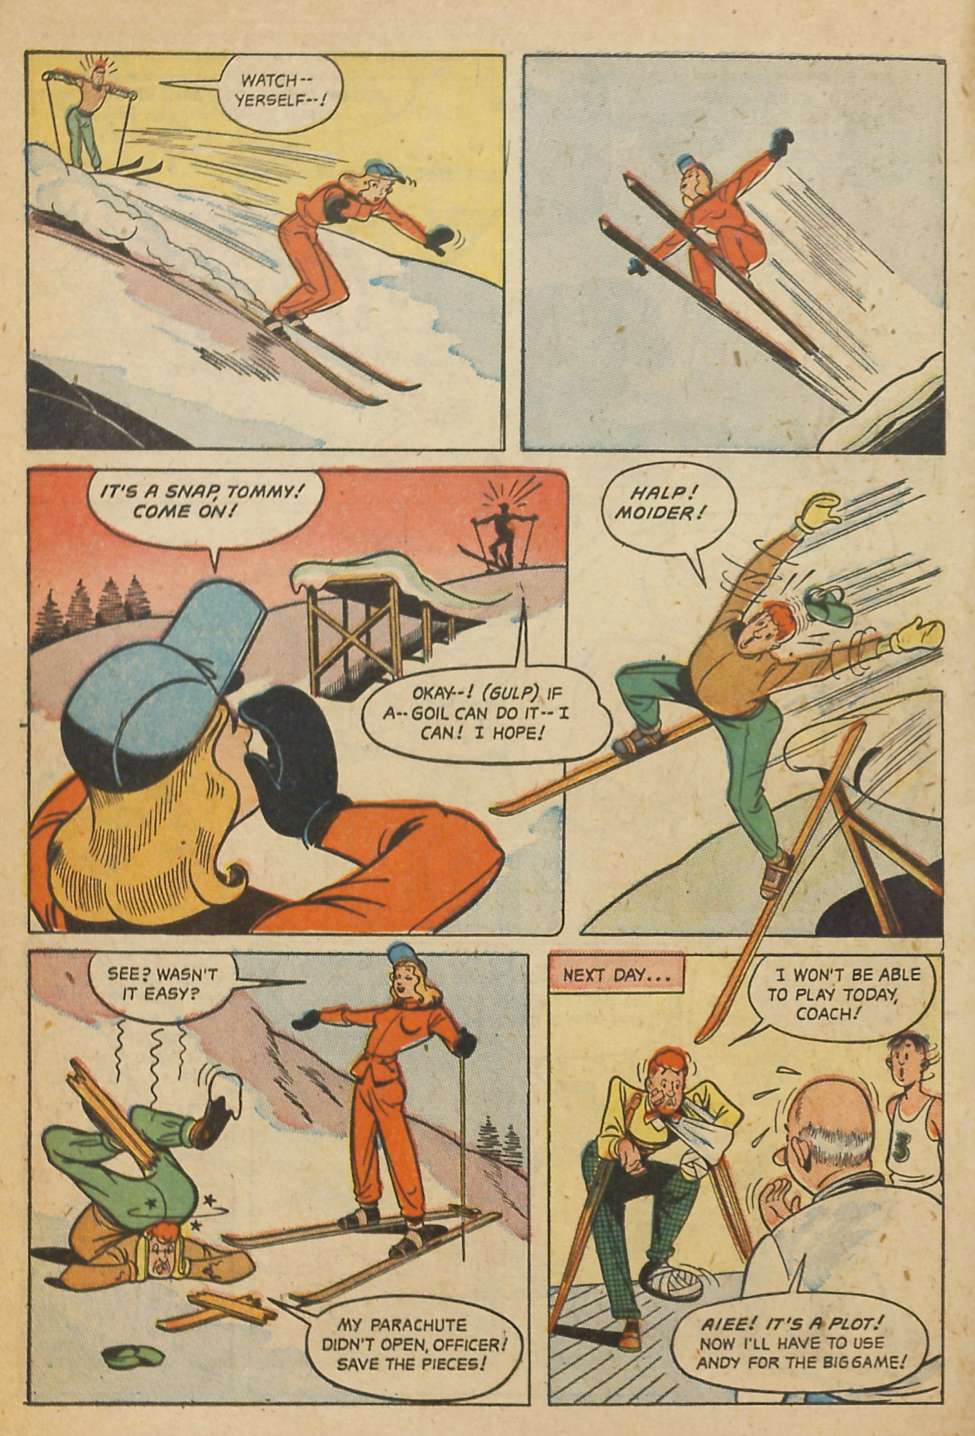 WATCH--
YERSELF--!
IT'S A SNAP, TOMMY!
COME ON!
OKAY--! (GULP) IF
A--GOIL CAN DO IT--I
CAN! I HOPE!
HALP!
MOIDER!
SEE? WASN'T
IT EASY?
MY PARACHUTE
DIDN'T OPEN, OFFICER!
SAVE THE PIECES!
NEXT DAY...
I WON'T BE ABLE
TO PLAY TODAY,
COACH!
3
AIEE! IT'S A PLOT!
NOW I'LL HAVE TO USE
ANDY FOR THE BIG GAME!